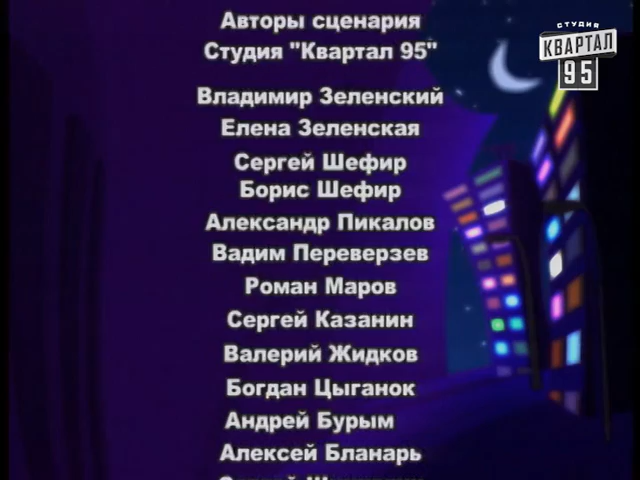 Авторы сценария
Студия "Квартал 95"
СТУДИЯ
КВАРТАЛ
95
Владимир Зеленский
Елена Зеленская
Сергей Шефир
Борис Шефир
Александр Пикалов
Вадим Переверзев
Роман Маров
Сергей Казанин
Валерий Жидков
Богдан Цыганок
Андрей Бурым
Алексей Бланарь